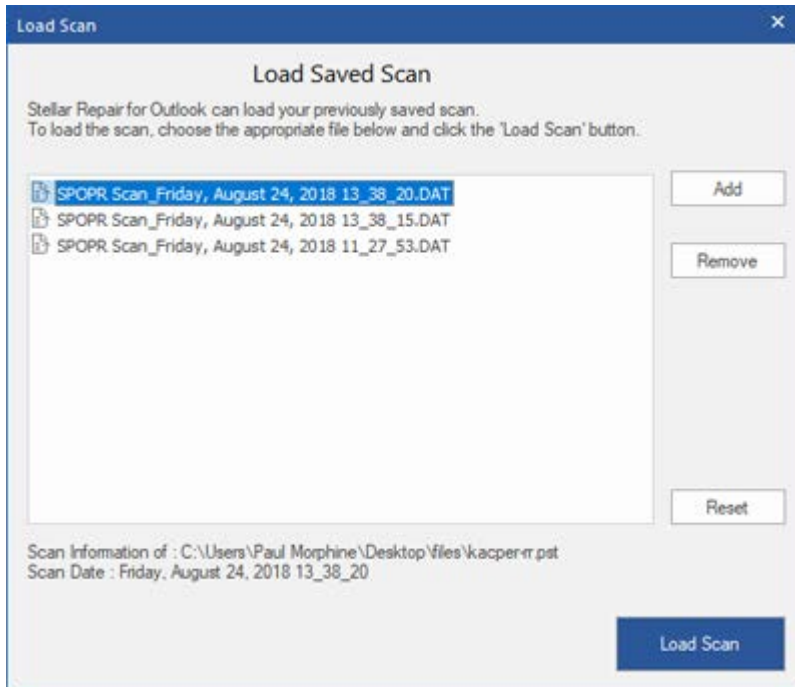 Load Scan
Load Saved Scan
Stellar Repair for Outlook can load your previously saved scan.
To load the scan, choose the appropriate file below and click the 'Load Scan' button.
SPOPR Scan_Friday, August 24, 2018 13_38_20.DAT
SPOPR Scan_Friday, August 24, 2018 13_38_15.DAT
SPOPR Scan_Friday, August 24, 2018 11_27_53.DAT
Add
Remove
Reset
Scan Information of : C:\Users\Paul Morphine\Desktop\files\kacper-rr.pst
Scan Date : Friday, August 24, 2018 13_38_20
Load Scan